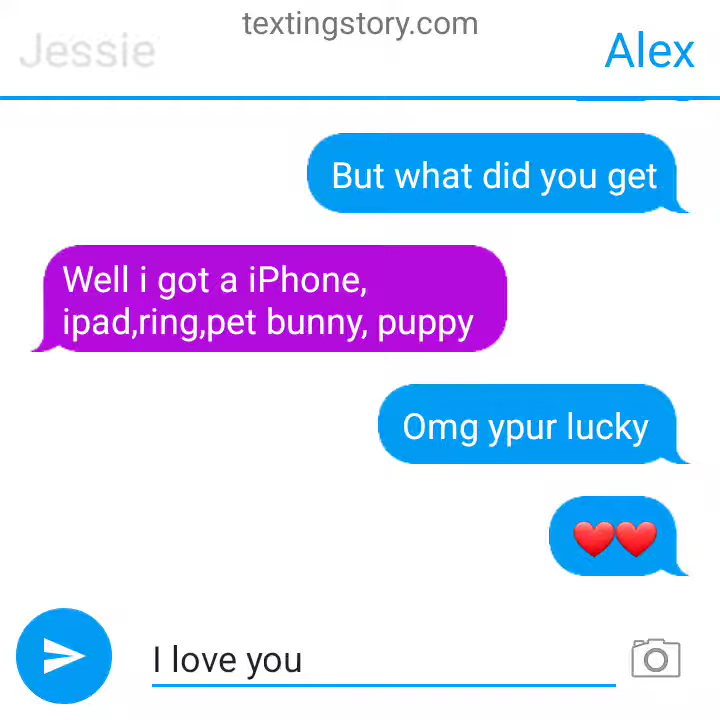 textingstory.com
Jessie
Alex
But what did you get
Well i got a iPhone,
ipad,ring,pet bunny, puppy
Omg ypur lucky
❤️❤️
I love you